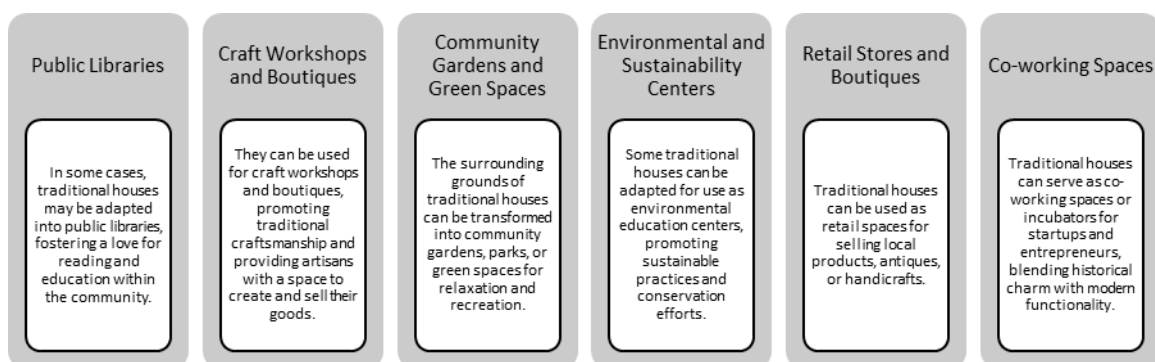 Public Libraries
In some cases,
traditional houses
may be adapted
into public libraries,
fostering a love for
reading and
education within
the community.
Craft Workshops
and Boutiques
They can be used
for craft workshops
and boutiques,
promoting
traditional
craftsmanship and
providing artisans
with a space to
create and sell their
goods.
Community
Gardens and
Green Spaces
The surrounding
grounds of
traditional houses
can be transformed
into community
gardens, parks, or
green spaces for
relaxation and
recreation.
Environmental and
Sustainability
Centers
Some traditional
houses can be
adapted for use as
environmental
education centers,
promoting
sustainable
practices and
conservation
efforts.
Retail Stores and
Boutiques
Traditional houses
can be used as
retail spaces for
selling local
products, antiques,
or handicrafts.
Co-working Spaces
Traditional houses
can serve as co-
working spaces or
incubators for
startups and
entrepreneurs,
blending historical
charm with modern
functionality.